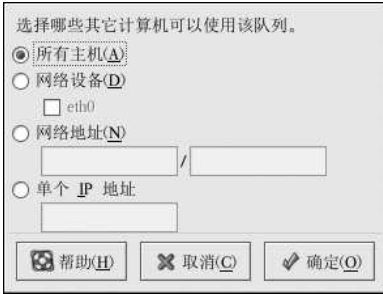 选择哪些其它计算机可以使用该队列。
所有主机(A)
网络设备(D)
eth0
网络地址(N)
/
单个 IP 地址
帮助(H) 取消(C) 确定(O)